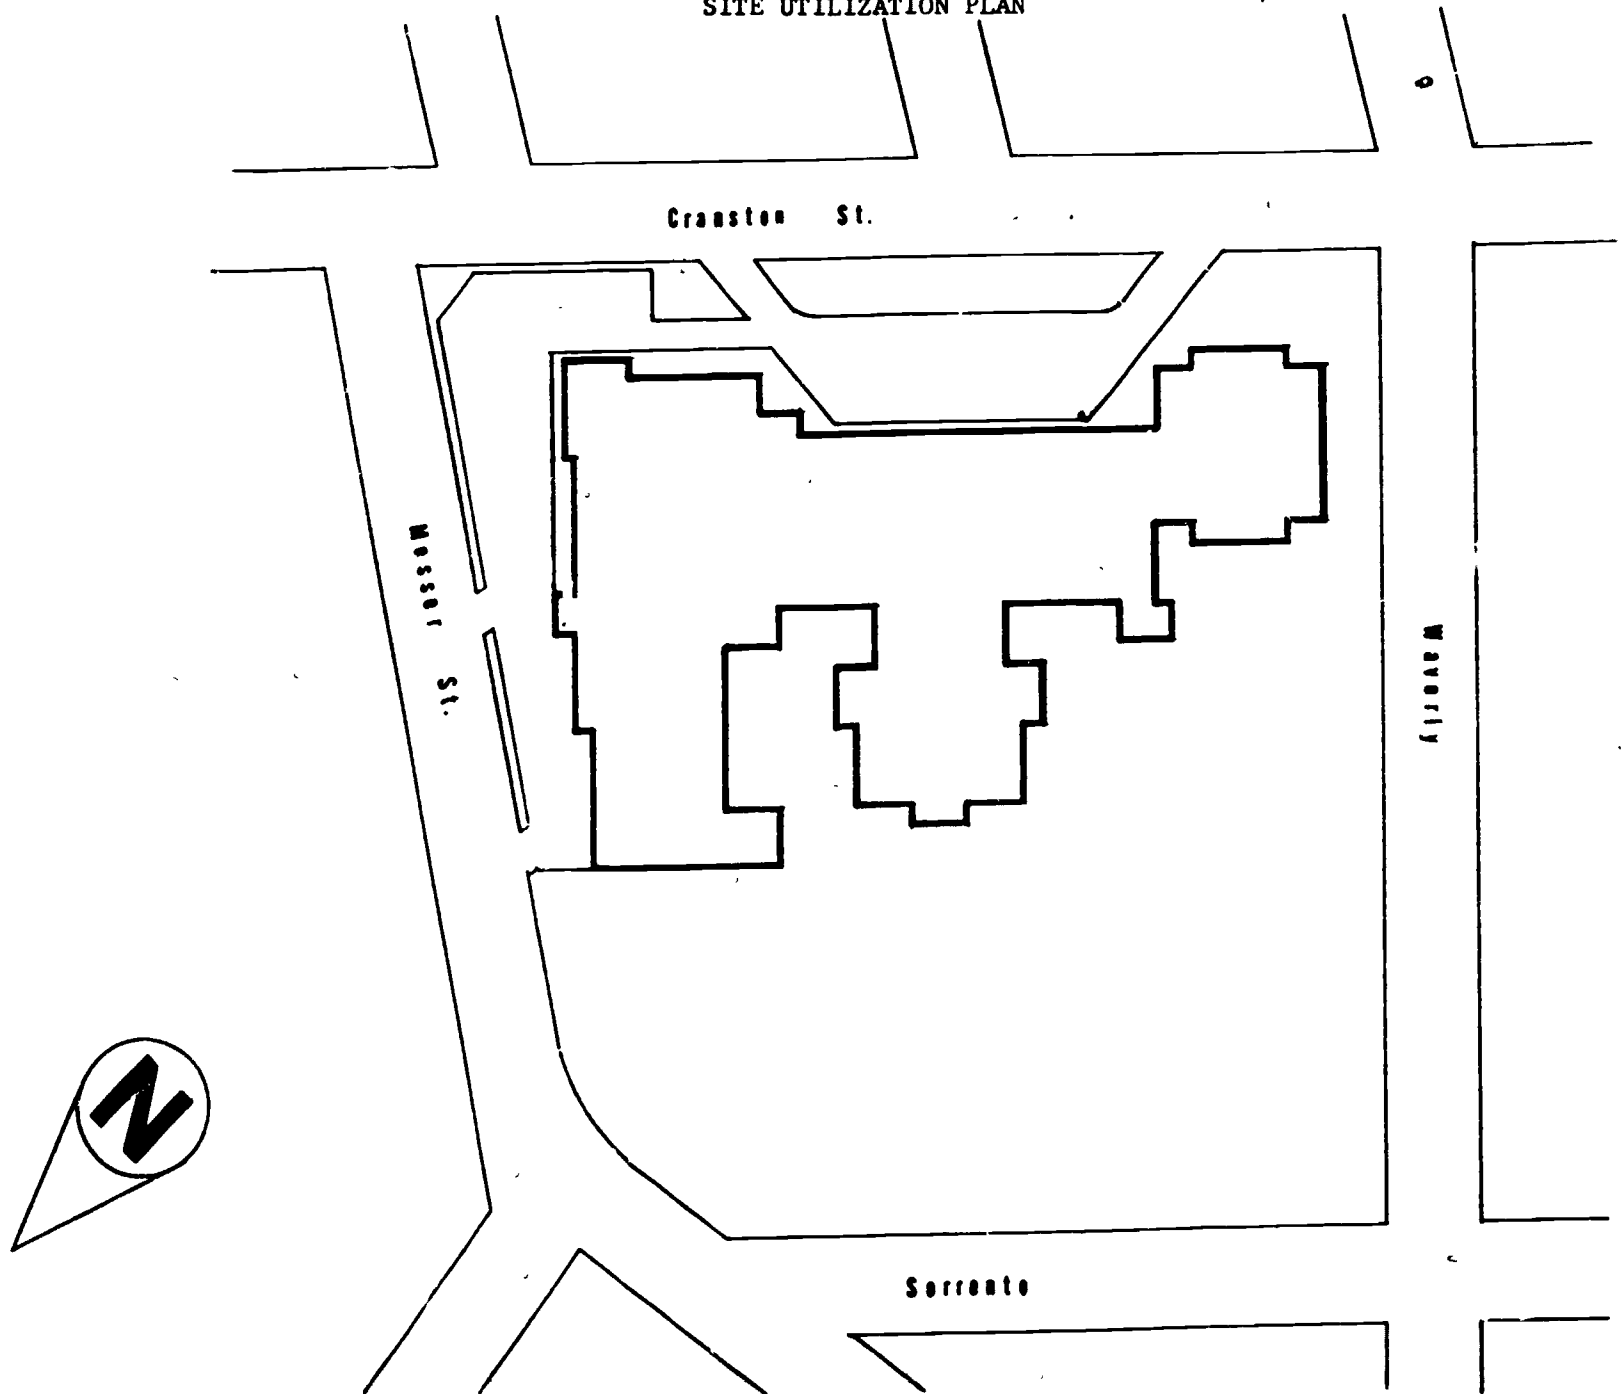 SITE UTILIZATION PLAN
Cranston St.
Messer St.
Waverly
Sorrento
N